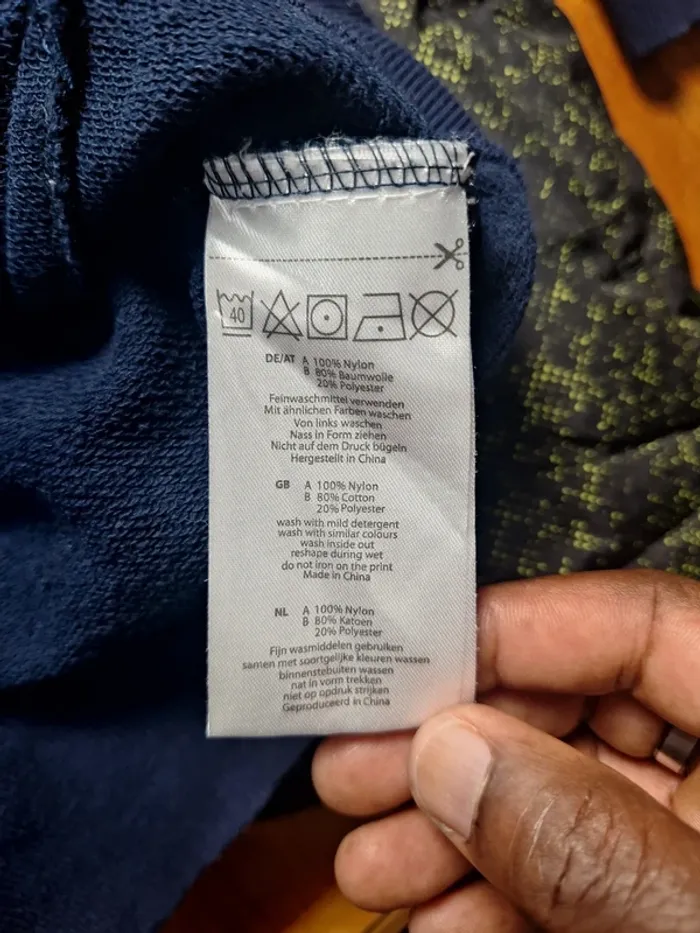 40
DE/AT A 100% Nylon
B 80% Baumwolle
20% Polyester
Feinwaschmittel verwenden
Mit ähnlichen Farben waschen
Von links waschen
Nass in Form ziehen
Nicht auf dem Druck bügeln
Hergestellt in China
GB A 100% Nylon
B 80% Cotton
20% Polyester
wash with mild detergent
wash with similar colours
wash inside out
reshape during wet
do not iron on the print
Made in China
NL A 100% Nylon
B 80% Katoen
20% Polyester
Fijn wasmiddelen gebruiken
samen met soortgelijke kleuren wassen
binnenstebuiten wassen
nat in vorm trekken
niet op opdruk strijken
Geproduceerd in China